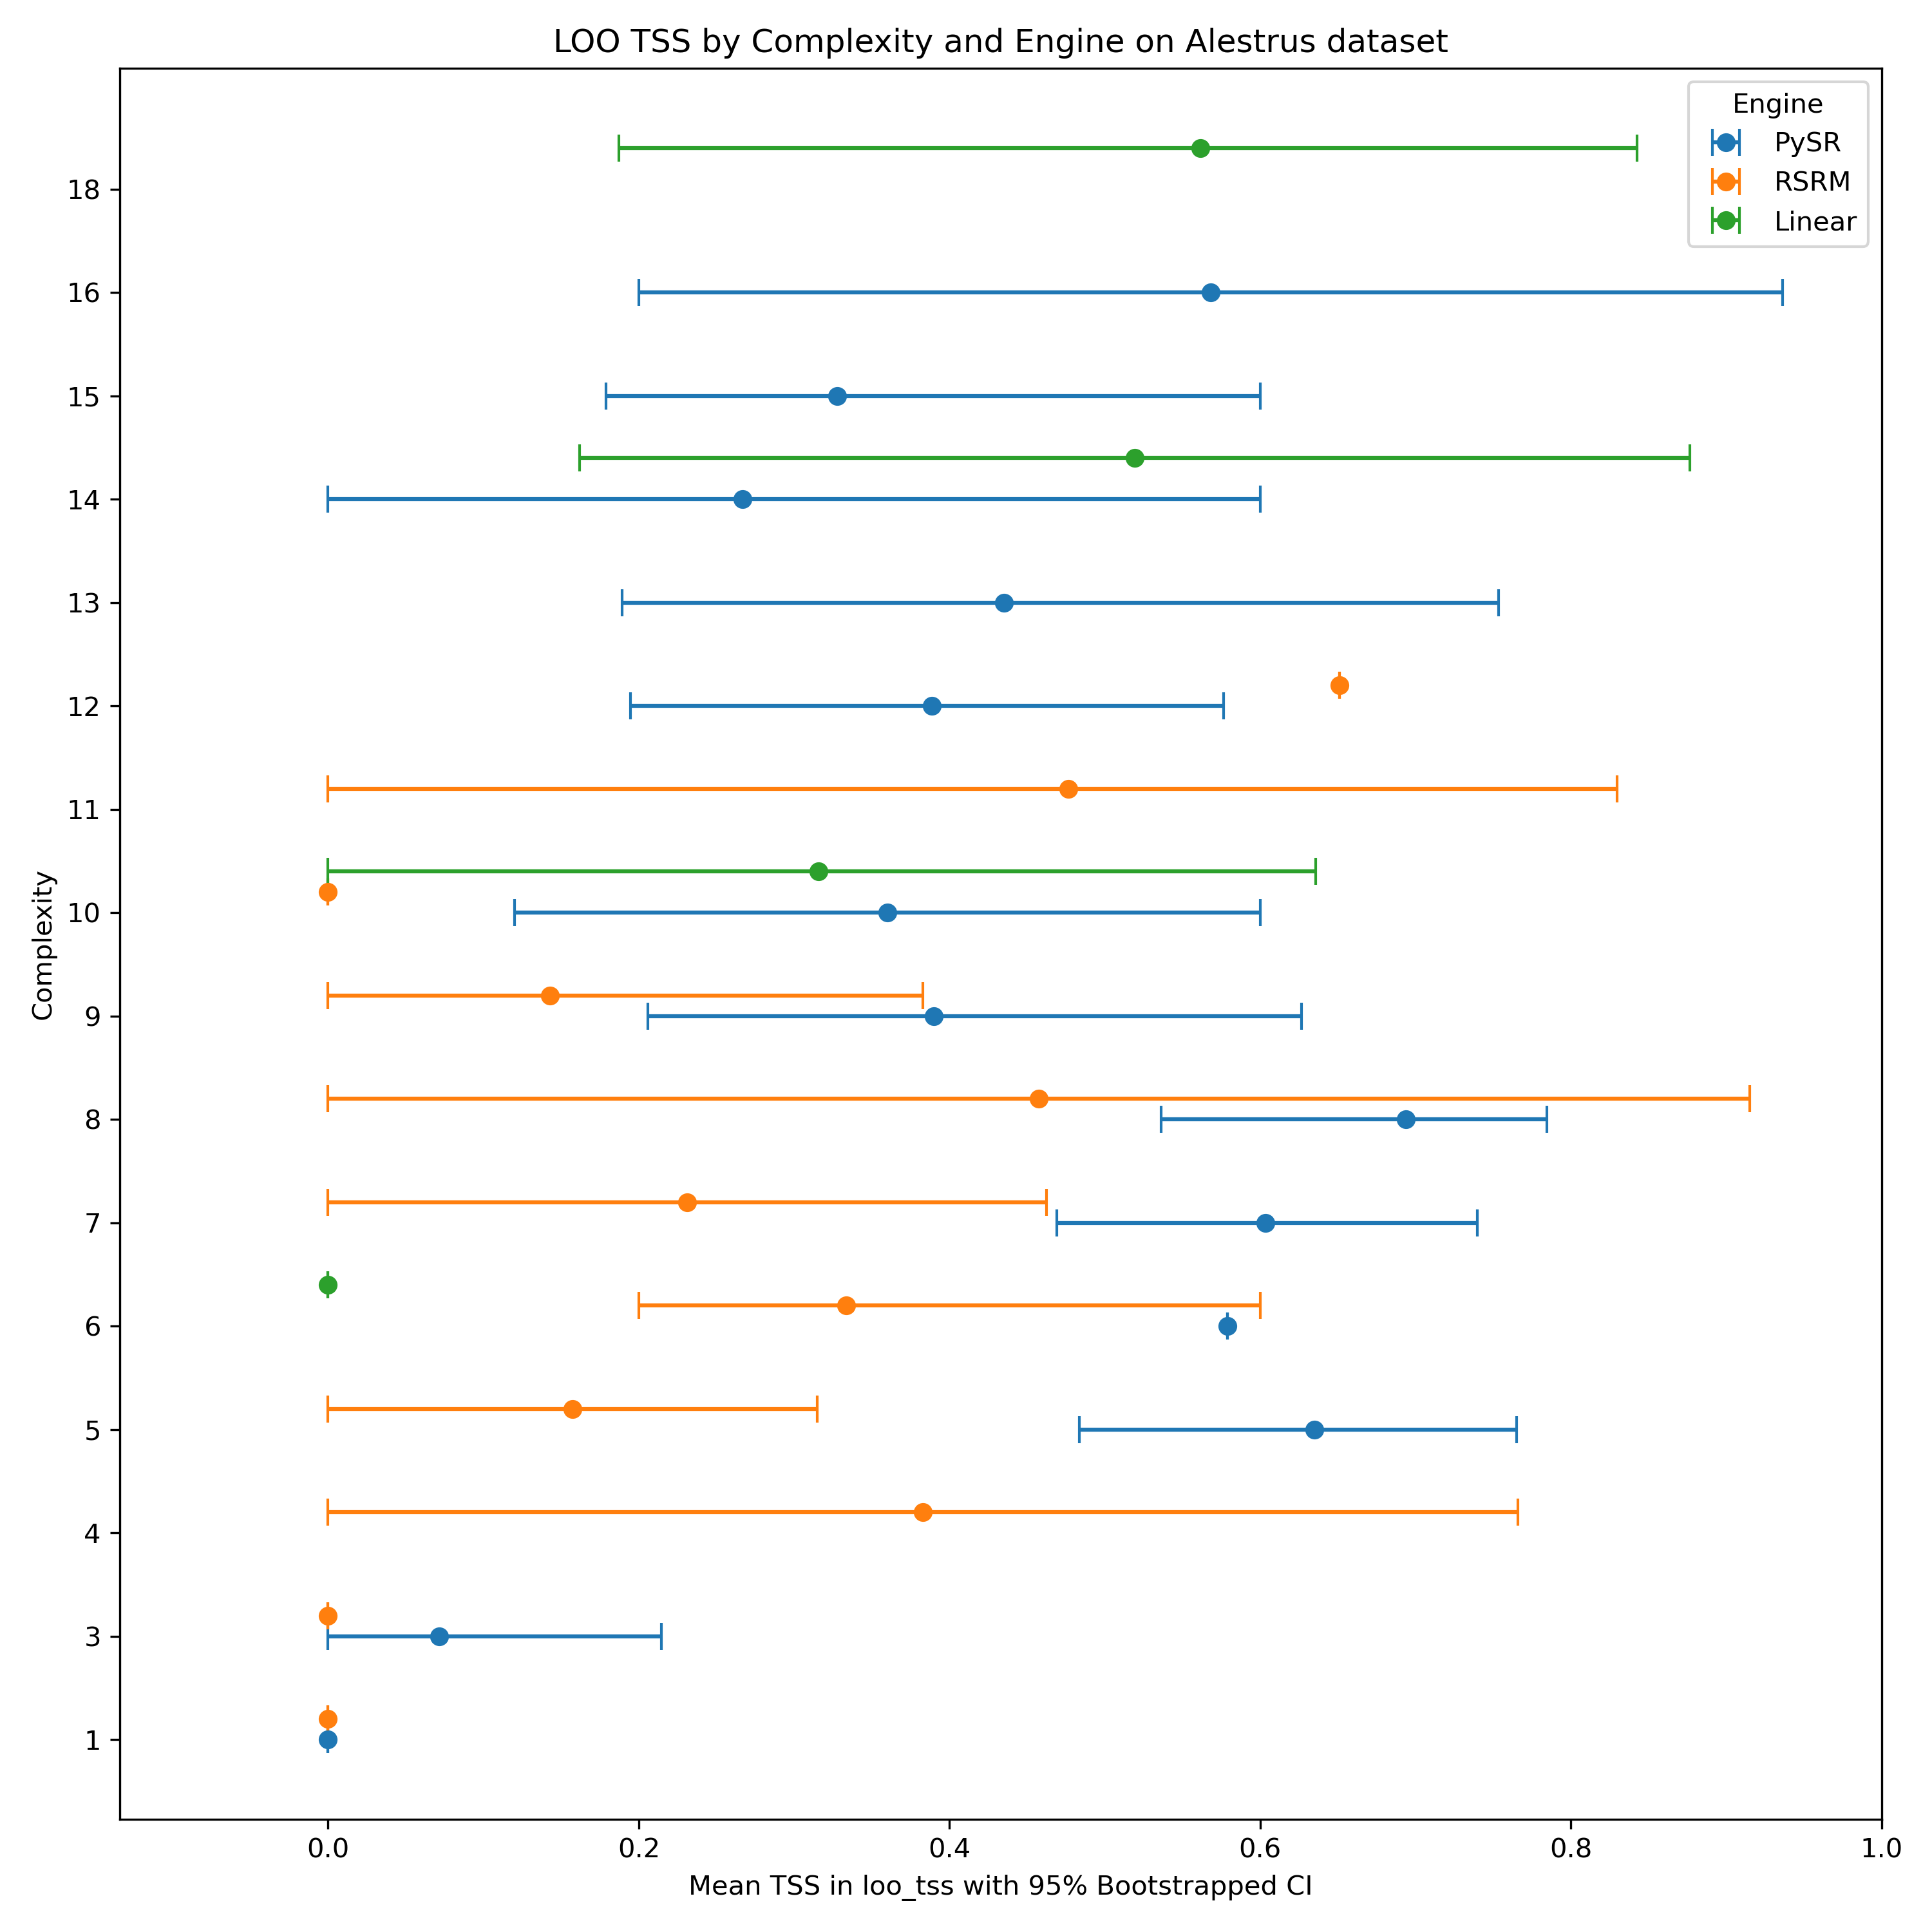 LOO TSS by Complexity and Engine on Alestrus dataset
Engine
PySR
RSRM
Linear
Complexity
18
16
15
14
13
12
11
10
9
8
7
6
5
4
3
1
0.0 0.2 0.4 0.6 0.8 1.0
Mean TSS in loo_tss with 95% Bootstrapped CI